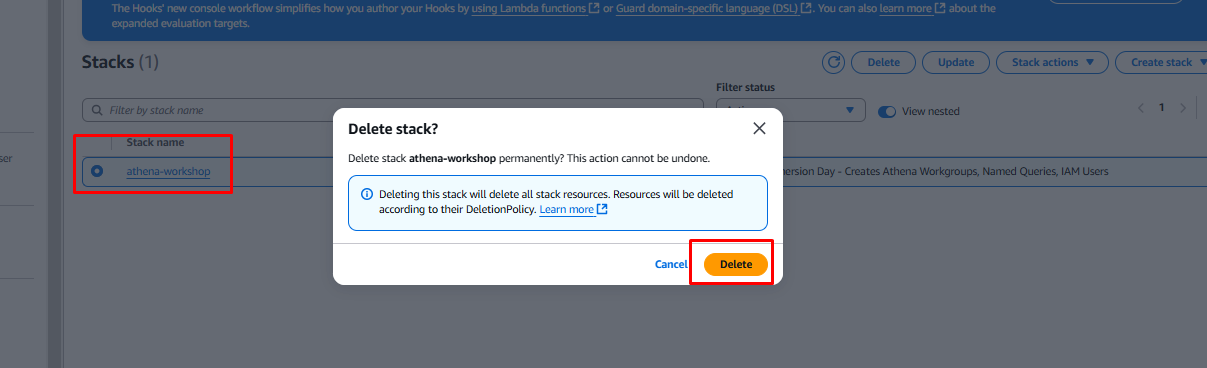 The Hooks' new console workflow simplifies how you author your Hooks by using Lambda functions or Guard domain-specific language (DSL). You can also learn more about the
expanded evaluation targets.
Stacks (1)
Delete
Update
Stack actions
Create stack
Filter status
Filter by stack name
View nested
1
Delete stack?
Stack name
Delete stack athena-workshop permanently? This action cannot be undone.
ser
athena-workshop
ersion Day - Creates Athena Workgroups, Named Queries, IAM Users
Deleting this stack will delete all stack resources. Resources will be deleted
according to their DeletionPolicy. Learn more
Cancel
Delete